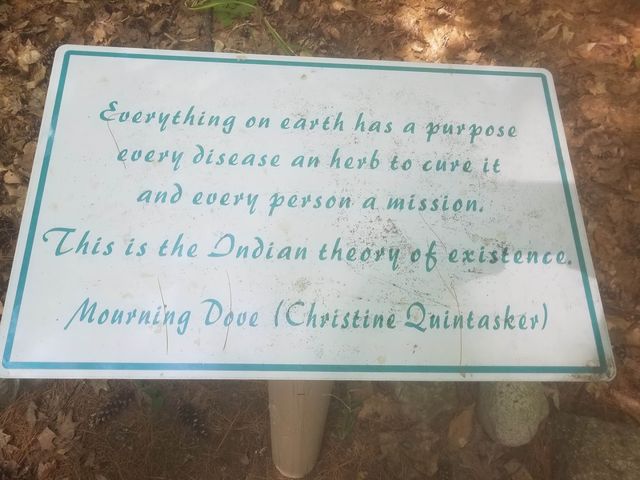 Everything on earth has a purpose
every disease an herb to cure it
and every person a mission.
This is the Indian theory of existence.
Mourning Dove (Christine Quintasker)